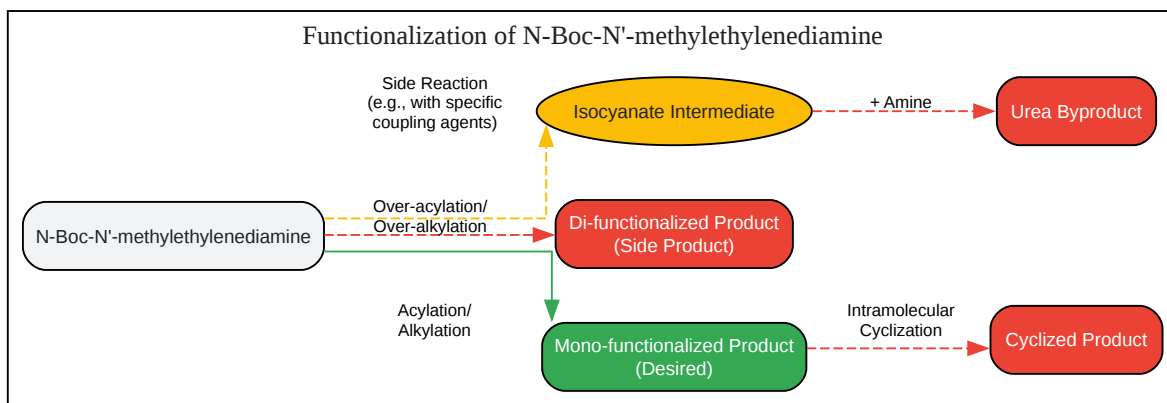 Functionalization of N-Boc-N'-methylethylenediamine
Side Reaction
(e.g., with specific
coupling agents)
Isocyanate Intermediate
+ Amine
Urea Byproduct
N-Boc-N'-methylethylenediamine
Over-acylation/
Over-alkylation
Di-functionalized Product
(Side Product)
Acylation/
Alkylation
Mono-functionalized Product
(Desired)
Intramolecular
Cyclization
Cyclized Product